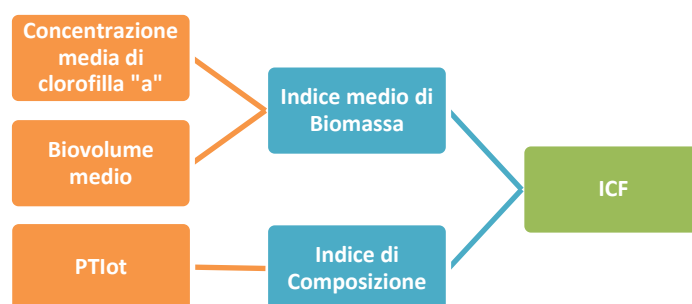 Concentrazione
media di
clorofilla "a"
Biovolume
medio
PTIot
Indice medio di
Biomassa
Indice di
Composizione
ICF